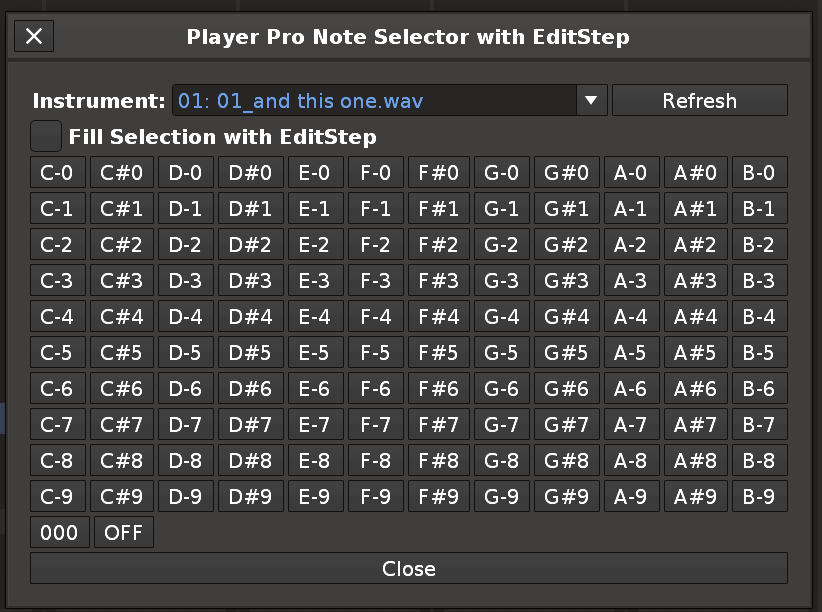 Player Pro Note Selector with EditStep
Instrument: 01: 01_and this one.wav Refresh
Fill Selection with EditStep
C-0 C#0 D-0 D#0 E-0 F-0 F#0 G-0 G#0 A-0 A#0 B-0
C-1 C#1 D-1 D#1 E-1 F-1 F#1 G-1 G#1 A-1 A#1 B-1
C-2 C#2 D-2 D#2 E-2 F-2 F#2 G-2 G#2 A-2 A#2 B-2
C-3 C#3 D-3 D#3 E-3 F-3 F#3 G-3 G#3 A-3 A#3 B-3
C-4 C#4 D-4 D#4 E-4 F-4 F#4 G-4 G#4 A-4 A#4 B-4
C-5 C#5 D-5 D#5 E-5 F-5 F#5 G-5 G#5 A-5 A#5 B-5
C-6 C#6 D-6 D#6 E-6 F-6 F#6 G-6 G#6 A-6 A#6 B-6
C-7 C#7 D-7 D#7 E-7 F-7 F#7 G-7 G#7 A-7 A#7 B-7
C-8 C#8 D-8 D#8 E-8 F-8 F#8 G-8 G#8 A-8 A#8 B-8
C-9 C#9 D-9 D#9 E-9 F-9 F#9 G-9 G#9 A-9 A#9 B-9
000 OFF
Close